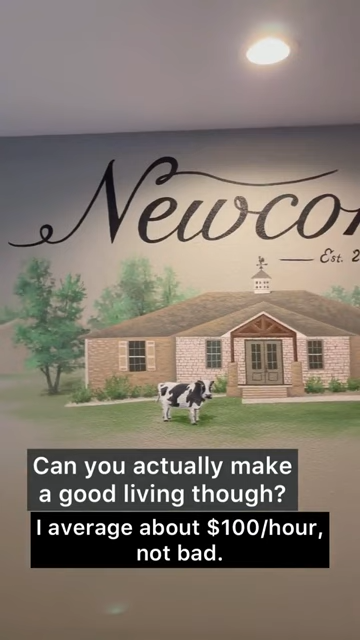 Newco
Est. 2
Can you actually make
a good living though?
I average about $100/hour,
not bad.